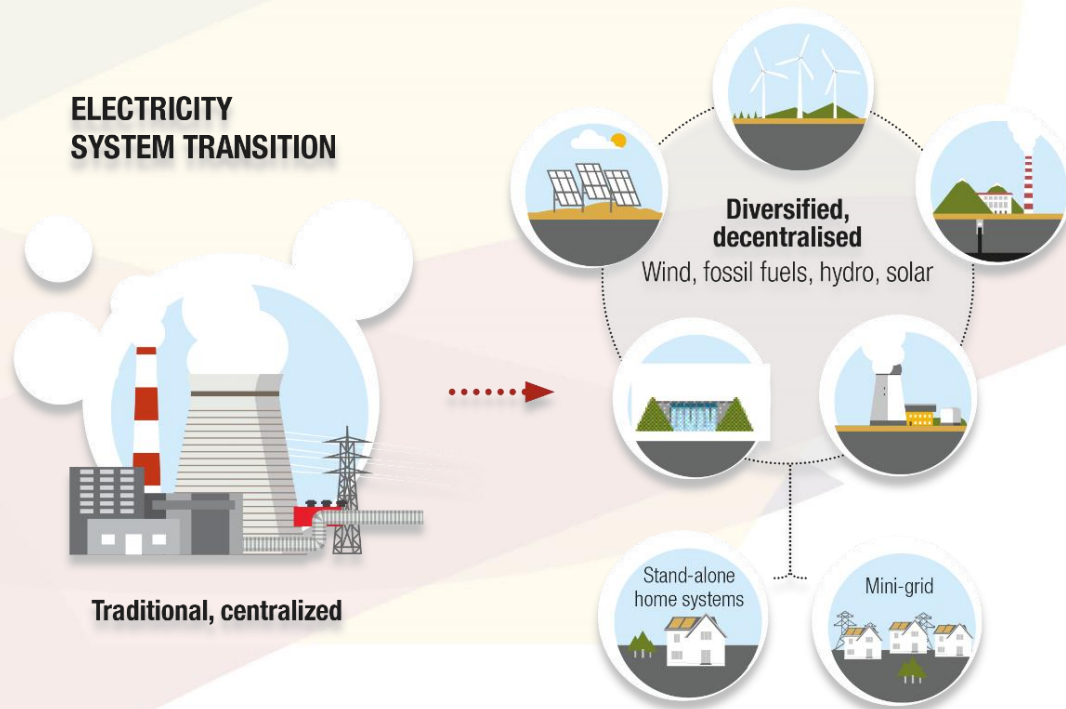 ELECTRICITY
SYSTEM TRANSITION
Traditional, centralized
Diversified,
decentralised
Wind, fossil fuels, hydro, solar
Stand-alone
home systems
Mini-grid